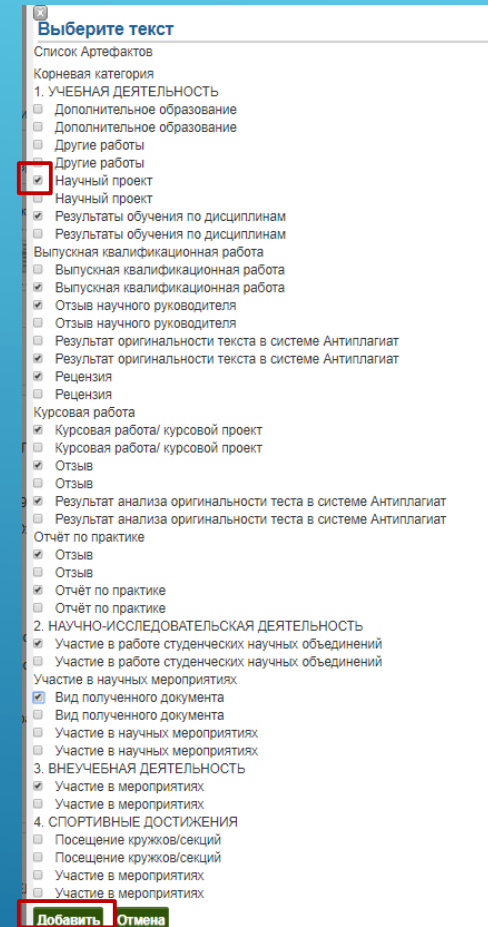 Выберите текст
Список Артефактов
Корневая категория
1. УЧЕБНАЯ ДЕЯТЕЛЬНОСТЬ
Дополнительное образование
Дополнительное образование
Другие работы
Другие работы
Научный проект
Научный проект
Результаты обучения по дисциплинам
Результаты обучения по дисциплинам
Выпускная квалификационная работа
Выпускная квалификационная работа
Выпускная квалификационная работа
Отзыв научного руководителя
Отзыв научного руководителя
Результат оригинальности текста в системе Антиплагиат
Результат оригинальности текста в системе Антиплагиат
Рецензия
Рецензия
Курсовая работа
Курсовая работа/ курсовой проект
Курсовая работа/ курсовой проект
Отзыв
Отзыв
Результат анализа оригинальности теста в системе Антиплагиат
Результат анализа оригинальности теста в системе Антиплагиат
Отчёт по практике
Отзыв
Отзыв
Отчёт по практике
Отчёт по практике
2. НАУЧНО-ИССЛЕДОВАТЕЛЬСКАЯ ДЕЯТЕЛЬНОСТЬ
Участие в работе студенческих научных объединений
Участие в работе студенческих научных объединений
Участие в научных мероприятиях
Вид полученного документа
Вид полученного документа
Участие в научных мероприятиях
Участие в научных мероприятиях
3. ВНЕУЧЕБНАЯ ДЕЯТЕЛЬНОСТЬ
Участие в мероприятиях
Участие в мероприятиях
4. СПОРТИВНЫЕ ДОСТИЖЕНИЯ
Посещение кружков/секций
Посещение кружков/секций
Участие в мероприятиях
Участие в мероприятиях
Добавить Отмена